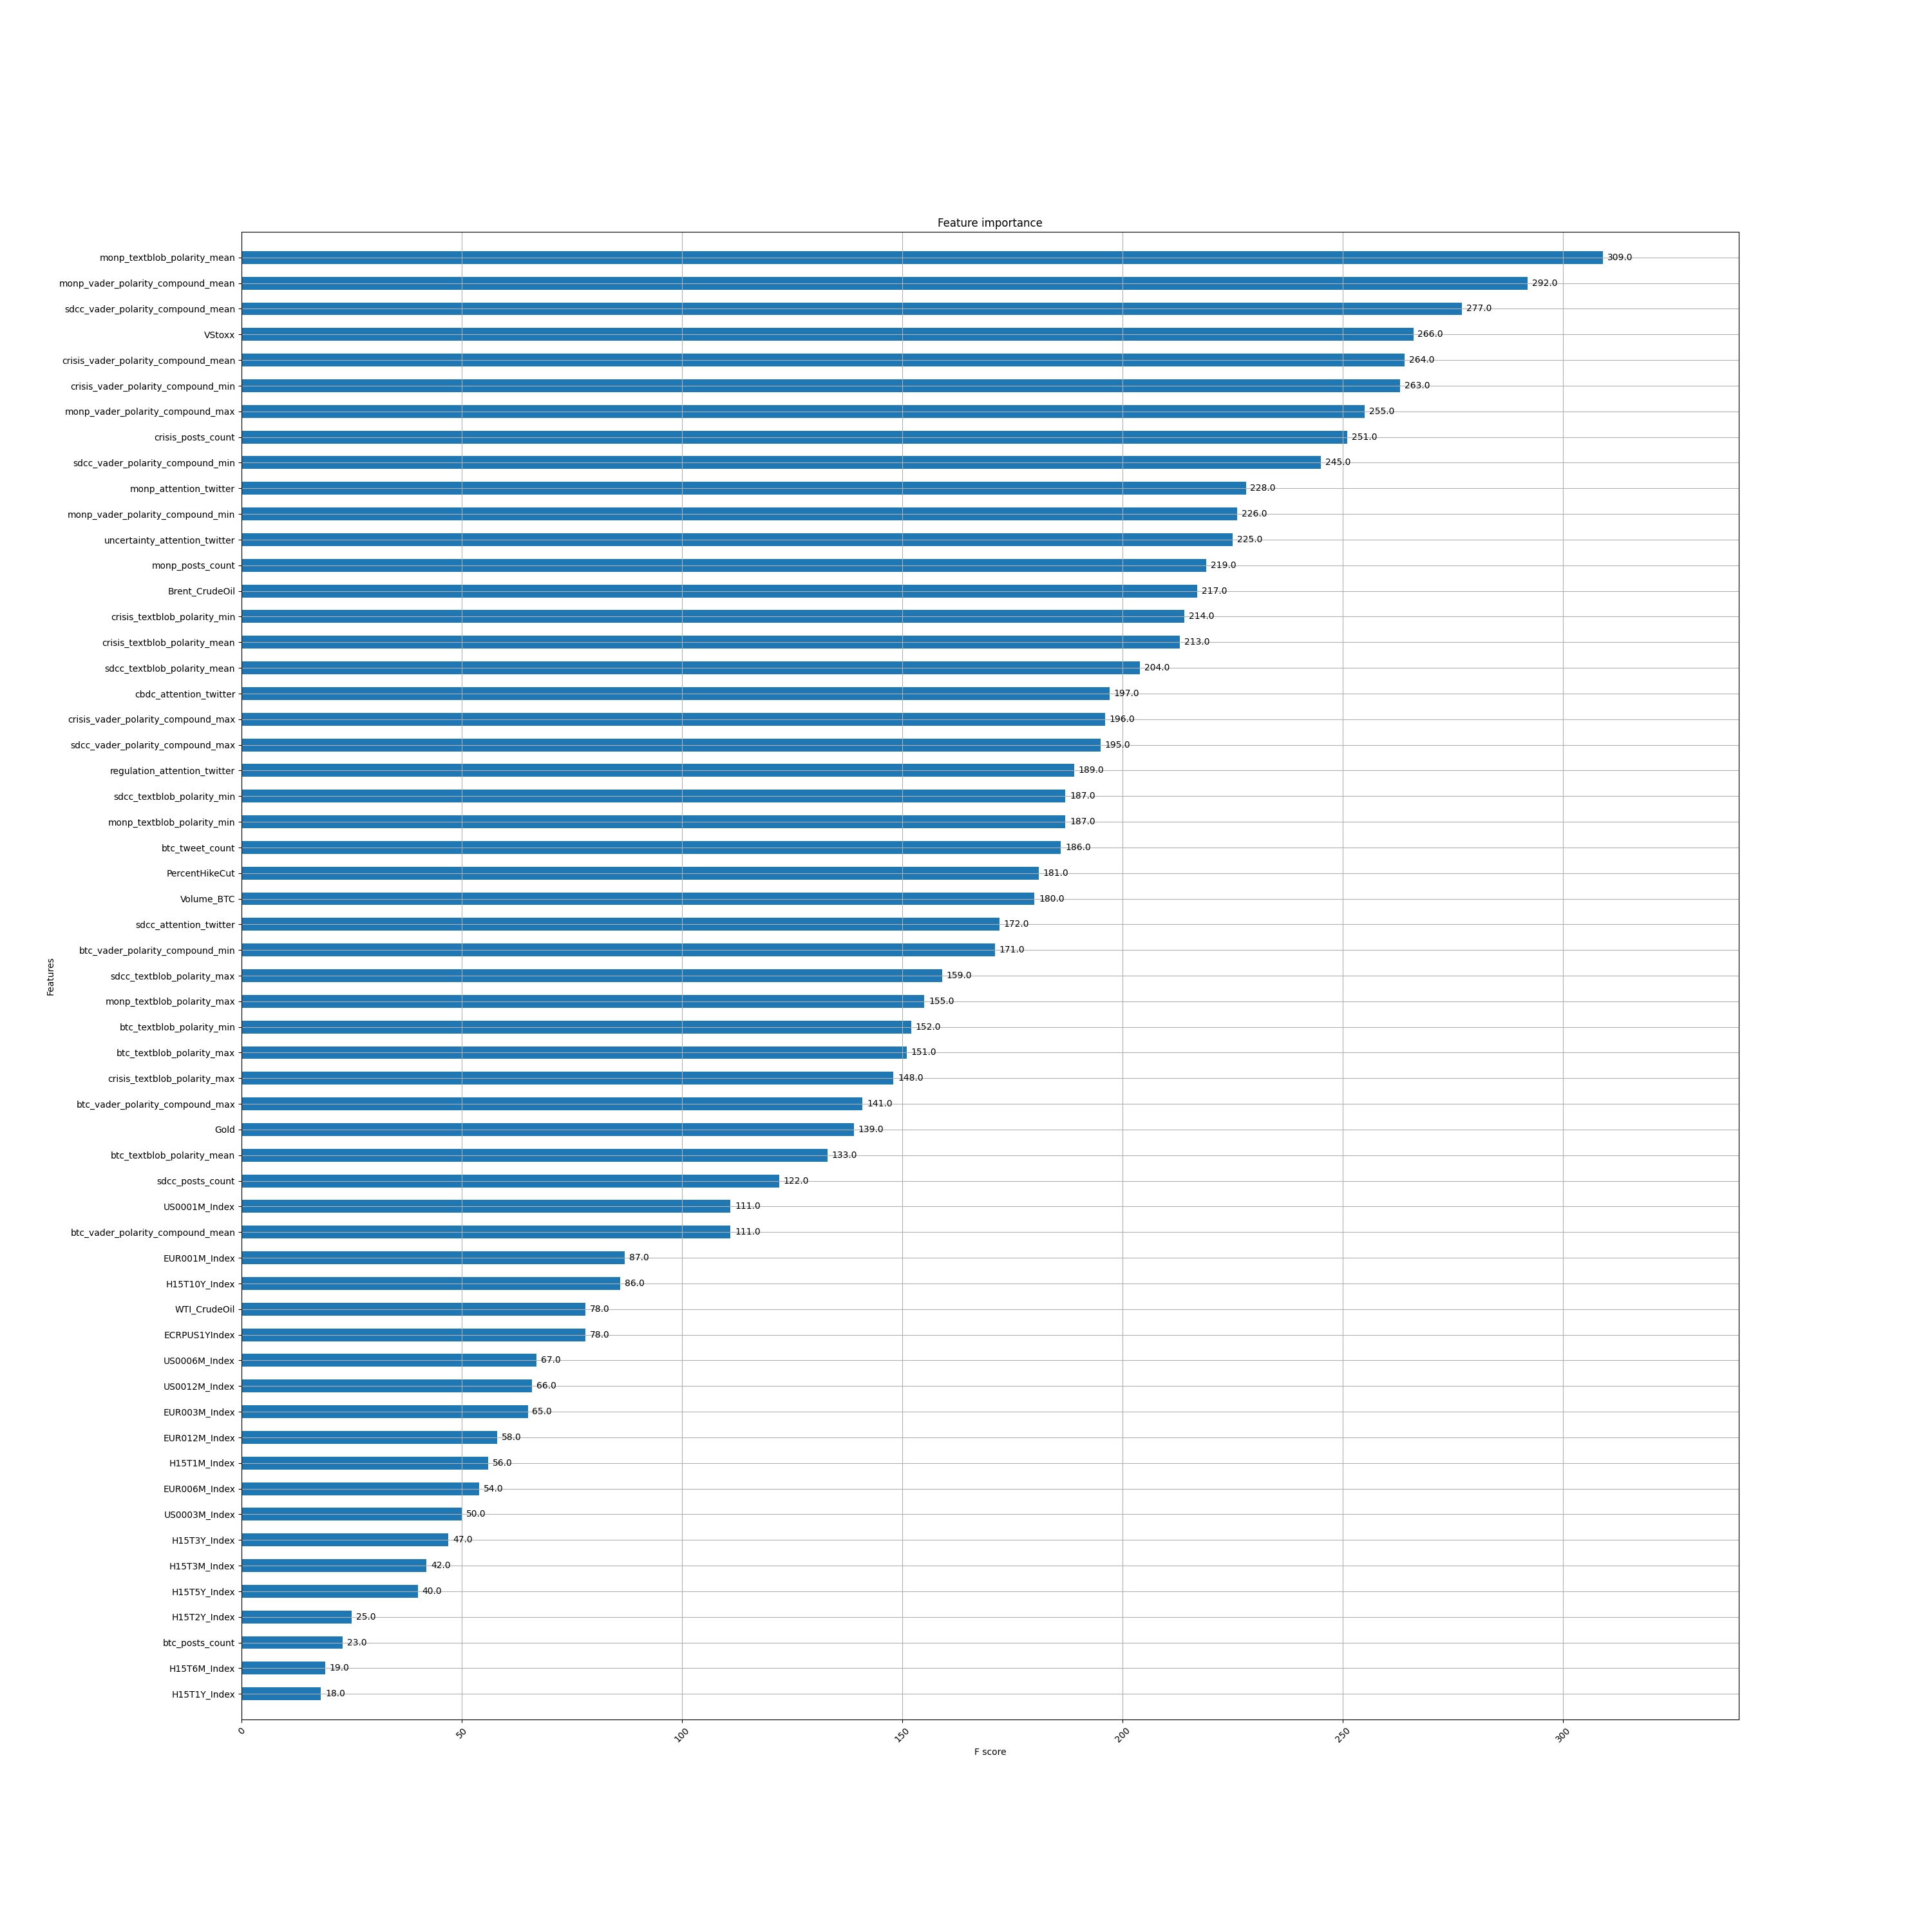 Feature importance
monp_textblob_polarity_mean 309.0
monp_vader_polarity_compound_mean 292.0
sdcc_vader_polarity_compound_mean 277.0
VStoxx 266.0
crisis_vader_polarity_compound_mean 264.0
crisis_vader_polarity_compound_min 263.0
monp_vader_polarity_compound_max 255.0
crisis_posts_count 251.0
sdcc_vader_polarity_compound_min 245.0
monp_attention_twitter 228.0
monp_vader_polarity_compound_min 226.0
uncertainty_attention_twitter 225.0
monp_posts_count 219.0
Brent_CrudeOil 217.0
crisis_textblob_polarity_min 214.0
crisis_textblob_polarity_mean 213.0
sdcc_textblob_polarity_mean 204.0
cbdc_attention_twitter 197.0
crisis_vader_polarity_compound_max 196.0
sdcc_vader_polarity_compound_max 195.0
regulation_attention_twitter 189.0
sdcc_textblob_polarity_min 187.0
monp_textblob_polarity_min 187.0
btc_tweet_count 186.0
PercentHikeCut 181.0
Volume_BTC 180.0
sdcc_attention_twitter 172.0
btc_vader_polarity_compound_min 171.0
sdcc_textblob_polarity_max 159.0
monp_textblob_polarity_max 155.0
btc_textblob_polarity_min 152.0
btc_textblob_polarity_max 151.0
crisis_textblob_polarity_max 148.0
btc_vader_polarity_compound_max 141.0
Gold 139.0
btc_textblob_polarity_mean 133.0
sdcc_posts_count 122.0
US0001M_Index 111.0
btc_vader_polarity_compound_mean 111.0
EUR001M_Index 87.0
H15T10Y_Index 86.0
WTI_CrudeOil 78.0
ECRPUS1YIndex 78.0
US0006M_Index 67.0
US0012M_Index 66.0
EUR003M_Index 65.0
EUR012M_Index 58.0
H15T1M_Index 56.0
EUR006M_Index 54.0
US0003M_Index 50.0
H15T3Y_Index 47.0
H15T3M_Index 42.0
H15T5Y_Index 40.0
H15T2Y_Index 25.0
btc_posts_count 23.0
H15T6M_Index 19.0
H15T1Y_Index 18.0
Features
0 50 100 150 200 250 300
F score